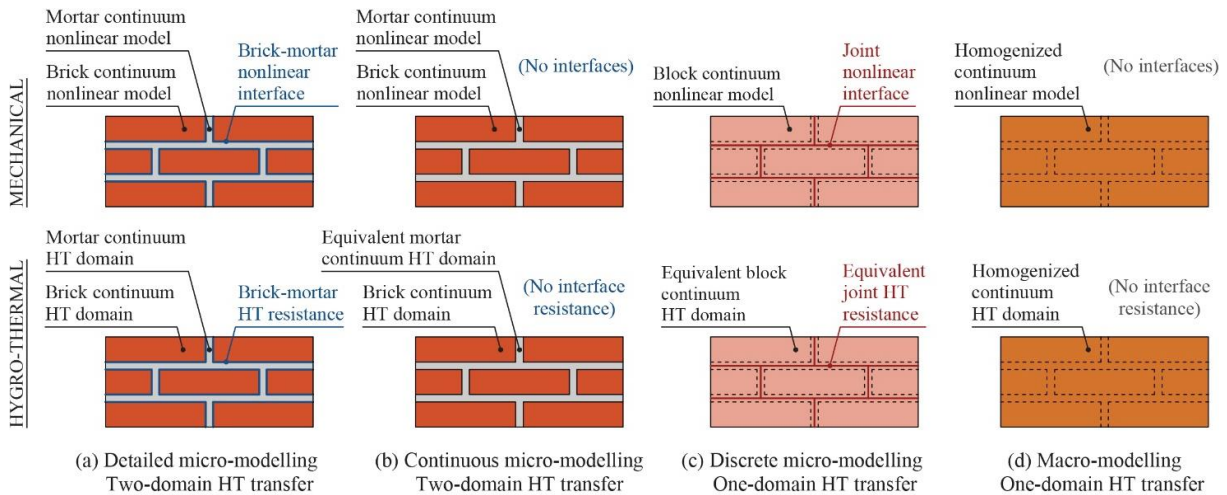 MECHANICAL
Mortar continuum
nonlinear model
Brick continuum
nonlinear model
Brick-mortar
nonlinear
interface
Mortar continuum
nonlinear model
Brick continuum
nonlinear model
(No interfaces)
Block continuum
nonlinear model
Joint
nonlinear
interface
Homogenized
continuum
nonlinear model
(No interfaces)
HYGRO-THERMAL
Mortar continuum
HT domain
Brick continuum
HT domain
Brick-mortar
HT resistance
Equivalent mortar
continuum HT domain
Brick continuum
HT domain
(No interface
resistance)
Equivalent block
continuum
HT domain
Equivalent
joint HT
resistance
Homogenized
continuum
HT domain
(No interface
resistance)
(a) Detailed micro-modelling
Two-domain HT transfer
(b) Continuous micro-modelling
Two-domain HT transfer
(c) Discrete micro-modelling
One-domain HT transfer
(d) Macro-modelling
One-domain HT transfer